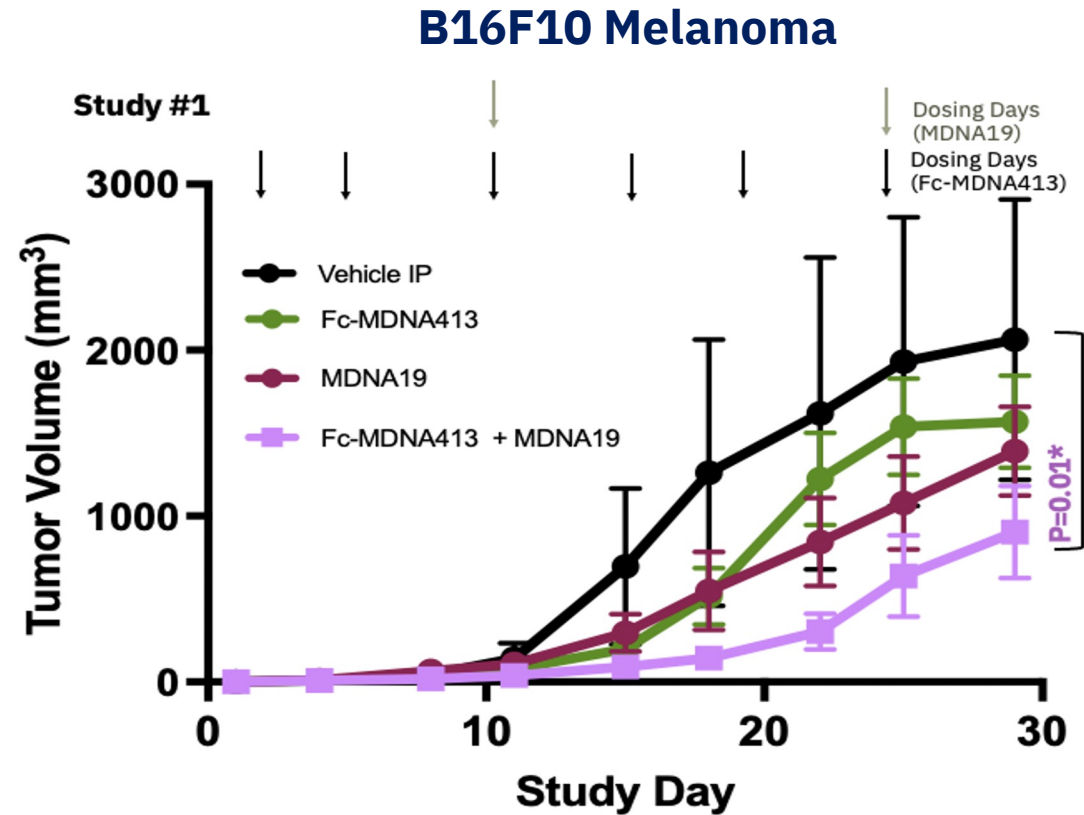 B16F10 Melanoma
Study #1
Dosing Days
(MDNA19)
Dosing Days
(Fc-MDNA413)
3000
2000
1000
0
Tumor Volume (mm³)
Vehicle IP
Fc-MDNA413
MDNA19
Fc-MDNA413 + MDNA19
P=0.01*
0
10
20
30
Study Day